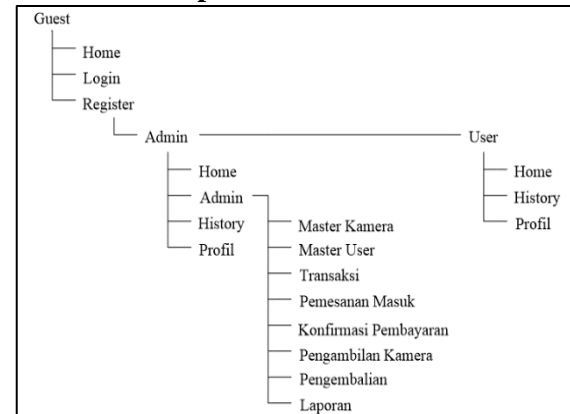 Guest
Home
Login
Register
Admin
User
Home
Admin
History
Profil
Home
History
Profil
Master Kamera
Master User
Transaksi
Pemesanan Masuk
Konfirmasi Pembayaran
Pengambilan Kamera
Pengembalian
Laporan